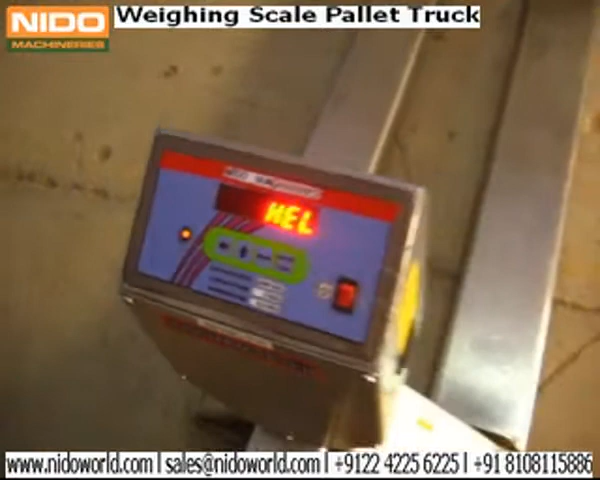 NIDO
MACHINERIES
Weighing Scale Pallet Truck
HEL
www.nidoworld.com | sales@nidoworld.com | +9122 4225 6225 | +91 8108115886